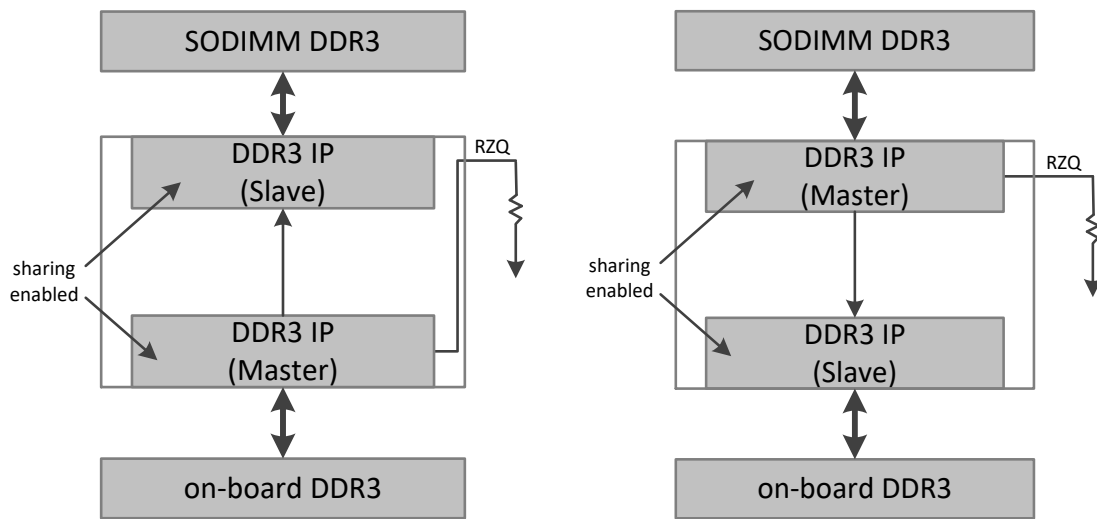 SODIMM DDR3
DDR3 IP
(Slave)
RZQ
sharing
enabled
DDR3 IP
(Master)
on-board DDR3
SODIMM DDR3
DDR3 IP
(Master)
RZQ
sharing
enabled
DDR3 IP
(Slave)
on-board DDR3